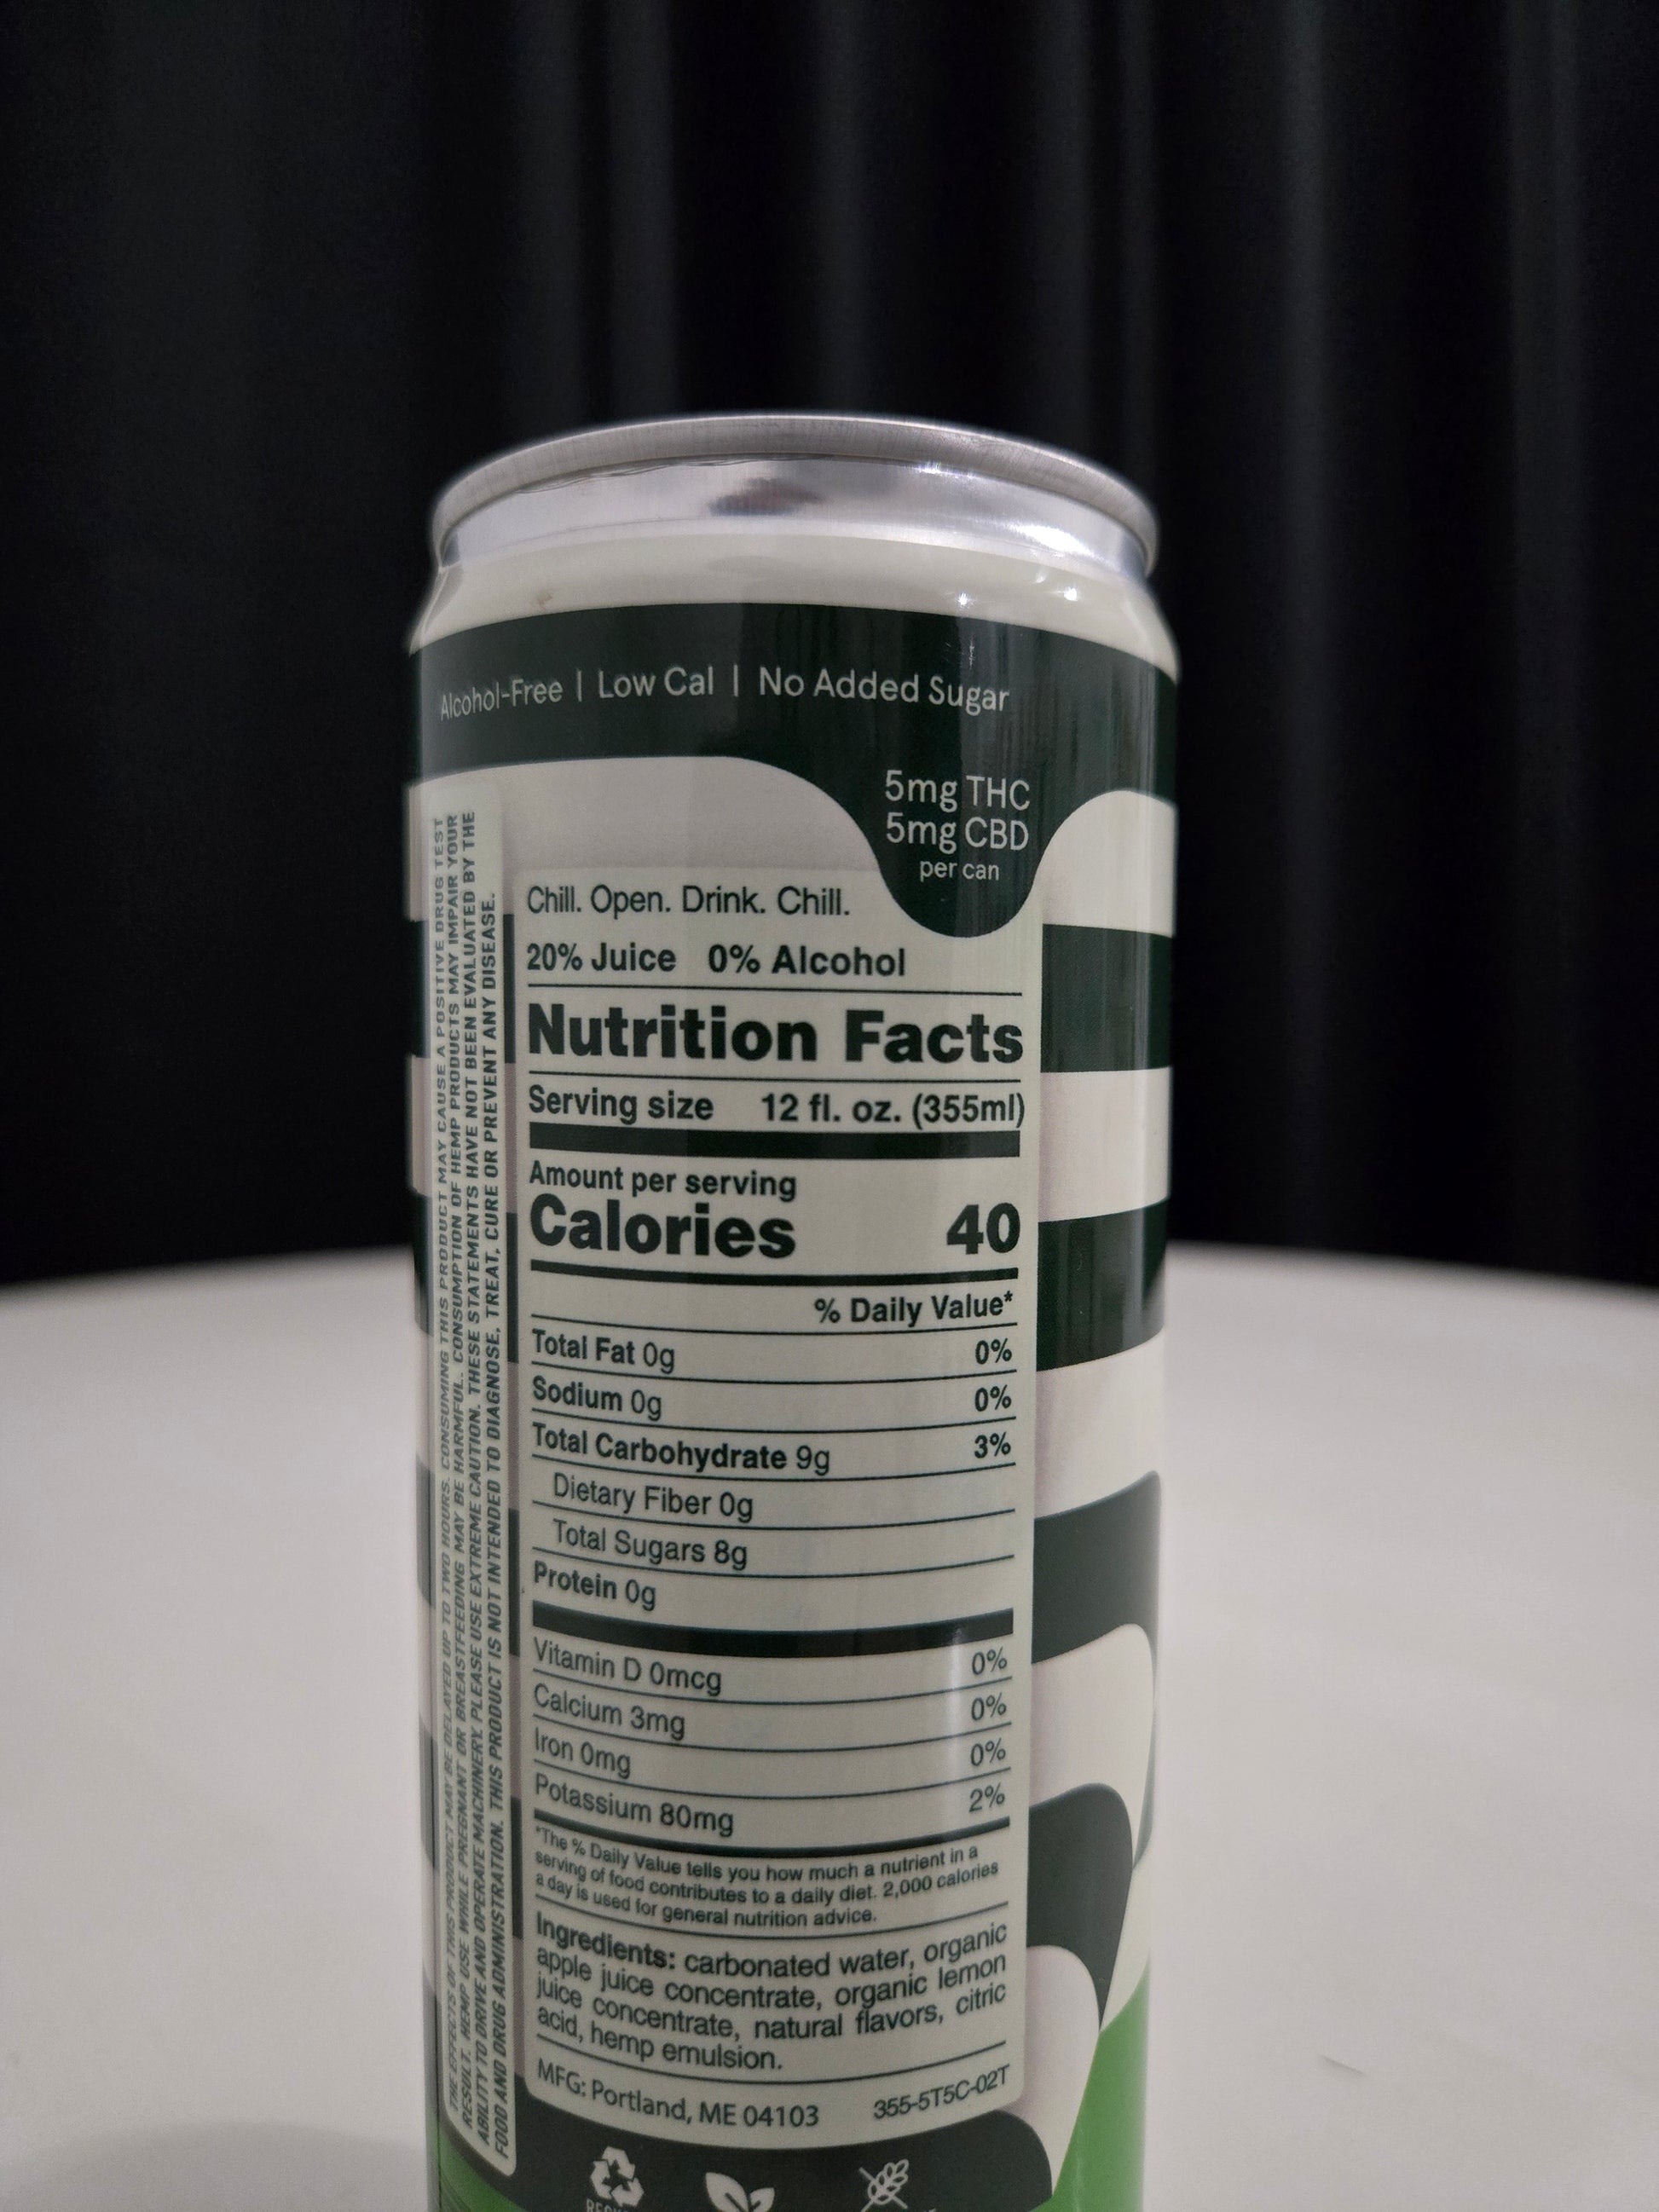 Alcohol-Free | Low Cal | No Added Sugar
5mg THC
5mg CBD
per can
Chill. Open. Drink. Chill.
20% Juice 0% Alcohol
Nutrition Facts
Serving size 12 fl. oz. (355ml)
Amount per serving
Calories 40
% Daily Value*
Total Fat 0g 0%
Sodium 0g 0%
Total Carbohydrate 9g 3%
Dietary Fiber 0g
Total Sugars 8g
Protein 0g
Vitamin D 0mcg 0%
Calcium 3mg 0%
Iron 0mg 0%
Potassium 80mg 2%
*The % Daily Value tells you how much a nutrient in a
serving of food contributes to a daily diet. 2,000 calories
a day is used for general nutrition advice.
Ingredients: carbonated water, organic
apple juice concentrate, organic lemon
juice concentrate, natural flavors, citric
acid, hemp emulsion.
MFG: Portland, ME 04103 355-5T5C-02T
THE EFFECTS OF THIS PRODUCT MAY BE DELAYED UP TO TWO HOURS. CONSUMING THIS PRODUCT MAY CAUSE A POSITIVE DRUG TEST
RESULT. HEMP USE WHILE PREGNANT OR BREASTFEEDING MAY BE HARMFUL. CONSUMPTION OF HEMP PRODUCTS MAY IMPAIR YOUR
ABILITY TO DRIVE AND OPERATE MACHINERY. PLEASE USE EXTREME CAUTION. THESE STATEMENTS HAVE NOT BEEN EVALUATED BY THE
FOOD AND DRUG ADMINISTRATION. THIS PRODUCT IS NOT INTENDED TO DIAGNOSE, TREAT, CURE OR PREVENT ANY DISEASE.